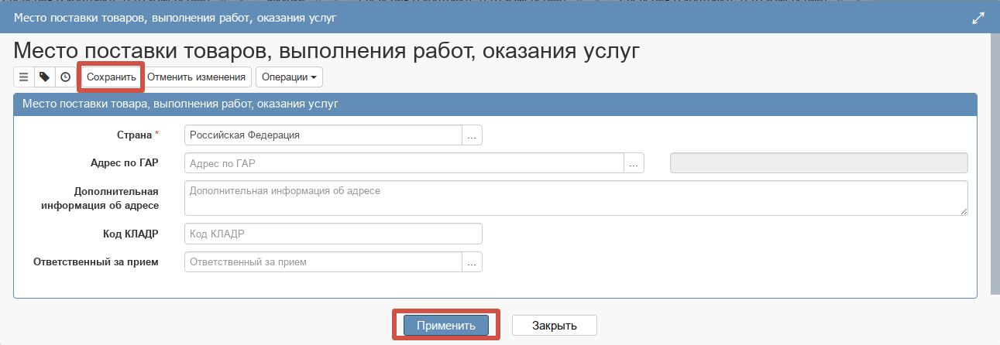 Место поставки товаров, выполнения работ, оказания услуг
Место поставки товаров, выполнения работ, оказания услуг
Сохранить Отменить изменения Операции
Место поставки товара, выполнения работ, оказания услуг
Страна * Российская Федерация ...
Адрес по ГАР Адрес по ГАР ...
Дополнительная Дополнительная информация об адресе
информация об адресе
Код КЛАДР Код КЛАДР
Ответственный за прием Ответственный за прием ...
Применить Закрыть